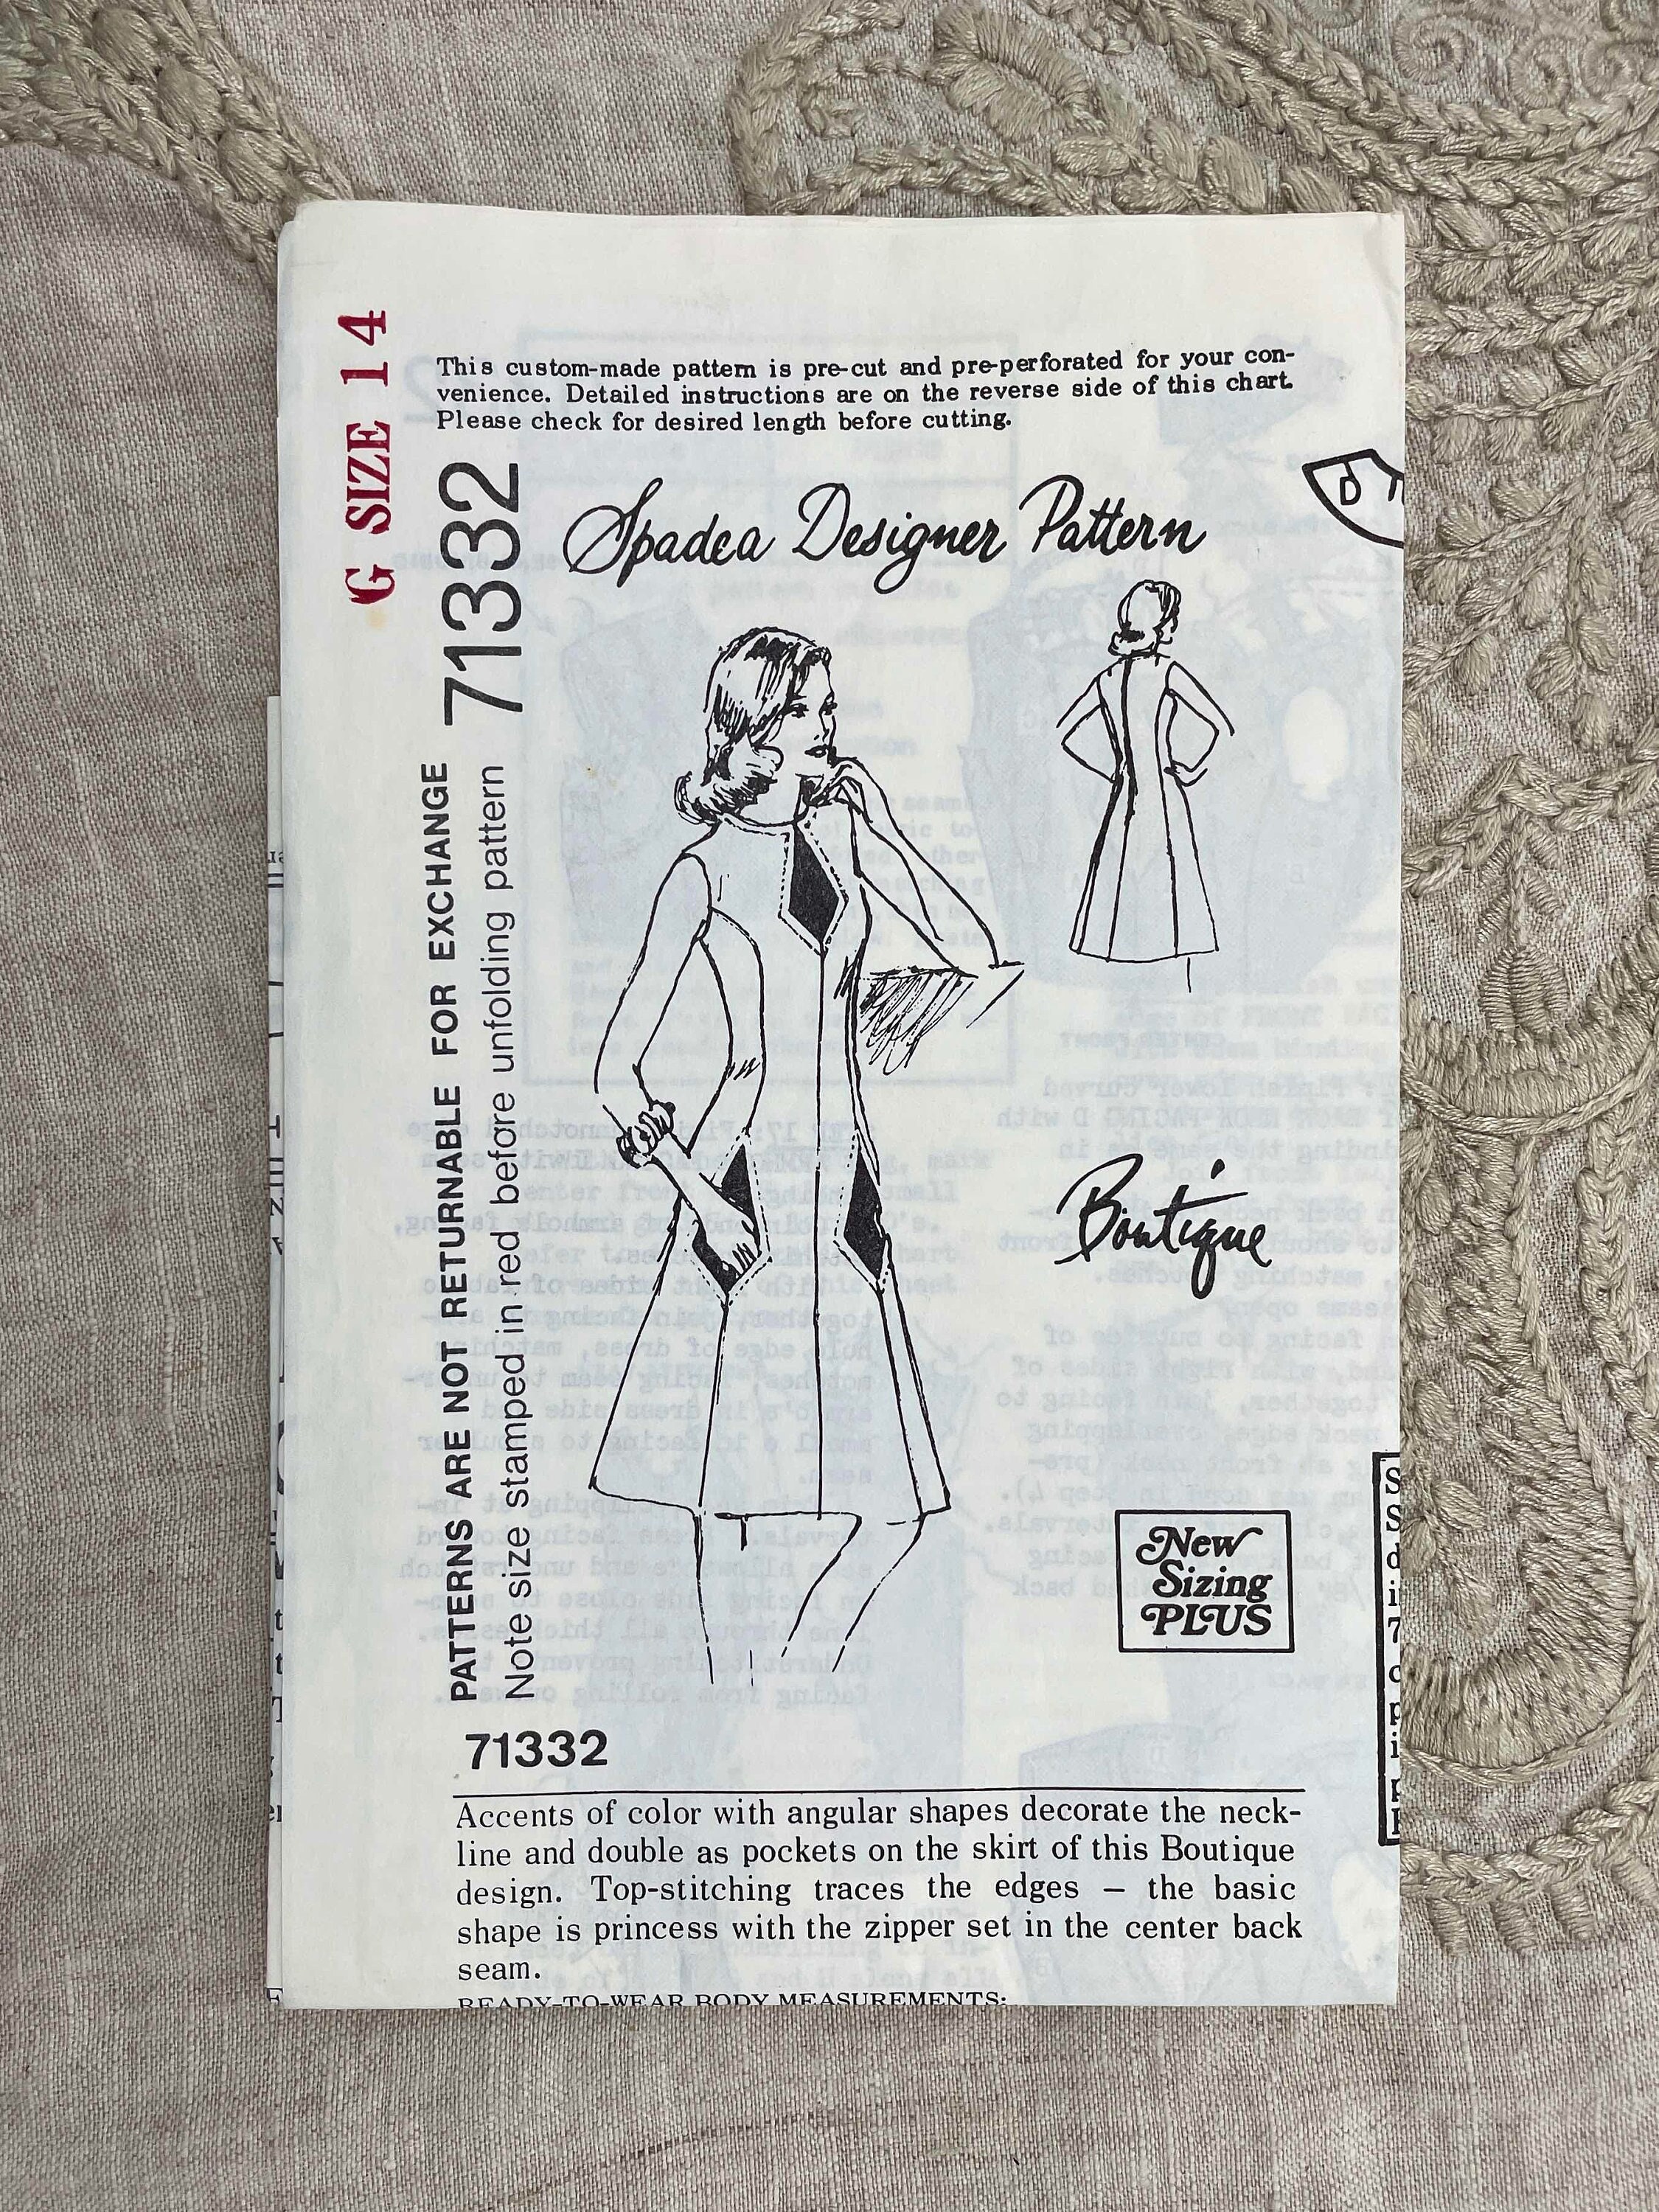 G SIZE 14
This custom-made pattern is pre-cut and pre-perforated for your con-
venience. Detailed instructions are on the reverse side of this chart.
Please check for desired length before cutting.
71332
PATTERNS ARE NOT RETURNABLE FOR EXCHANGE
Note size stamped in red before unfolding pattern
Spadea Designer Pattern
D
Boutique
New
Sizing
PLUS
71332
Accents of color with angular shapes decorate the neck-
line and double as pockets on the skirt of this Boutique
design. Top-stitching traces the edges — the basic
shape is princess with the zipper set in the center back
seam.
READY-TO-WEAR BODY MEASUREMENTS: